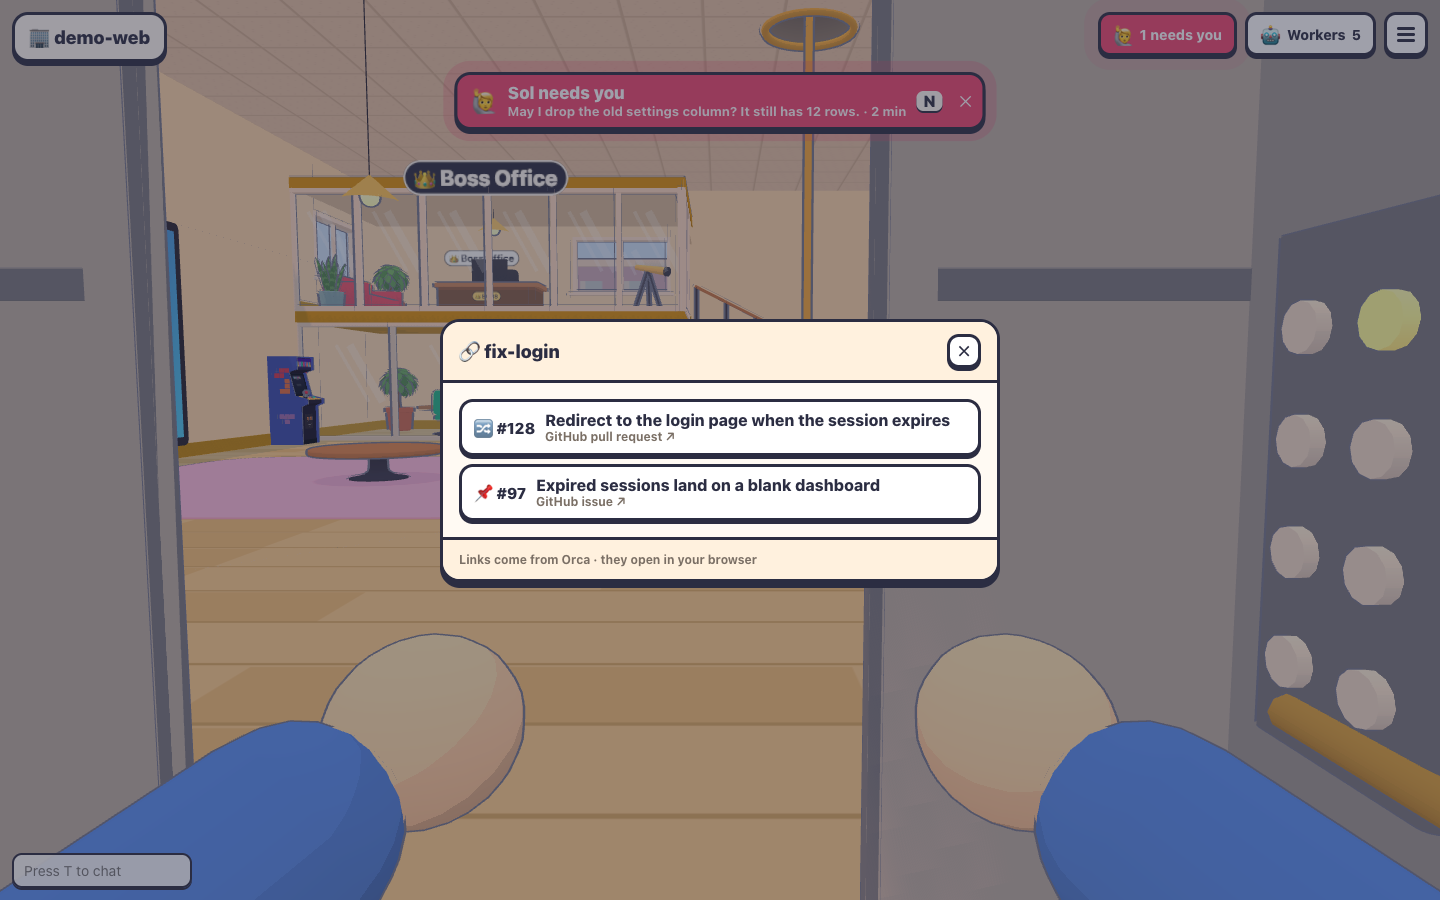 🏢 demo-web
🙋 1 needs you
🤖 Workers 5
Sol needs you
May I drop the old settings column? It still has 12 rows. · 2 min
N
👑 Boss Office
Boss Office
🔗 fix-login
#128 Redirect to the login page when the session expires
GitHub pull request ↗
#97 Expired sessions land on a blank dashboard
GitHub issue ↗
Links come from Orca · they open in your browser
Press T to chat